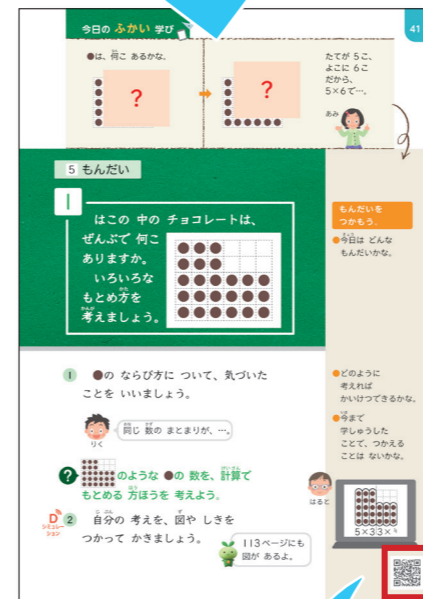 今日の ふかい 学び
41
●は、何こ あるかな。
?
?
たてが 5こ、
よこに 6こ
だから、
5×6で…。
あみ
5 もんだい
1
はこの 中の チョコレートは、
ぜんぶで 何こ
ありますか。
いろいろな
もとめ方を
考えましょう。
もんだいを
つかもう。
●今日は どんな
もんだいかな。
1 ●の ならび方に ついて、気づいた
ことを いいましょう。
同じ 数の まとまりが、…。
りく
●どのように
考えれば
かいけつできるかな。
●今まで
学しゅうした
ことで、つかえる
ことは ないかな。
? のような ●の 数を、計算で
もとめる 方ほうを 考えよう。
はると
D
シミュレーション
2 自分の 考えを、図や しきを
つかって かきましょう。
113ページにも
図が あるよ。